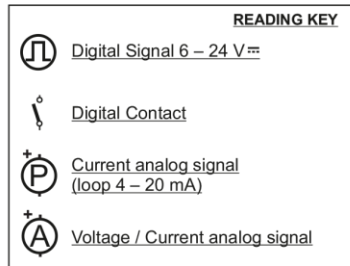 READING KEY
Digital Signal 6 – 24 V⎓
Digital Contact
+
P
Current analog signal
(loop 4 – 20 mA)
+
A
Voltage / Current analog signal